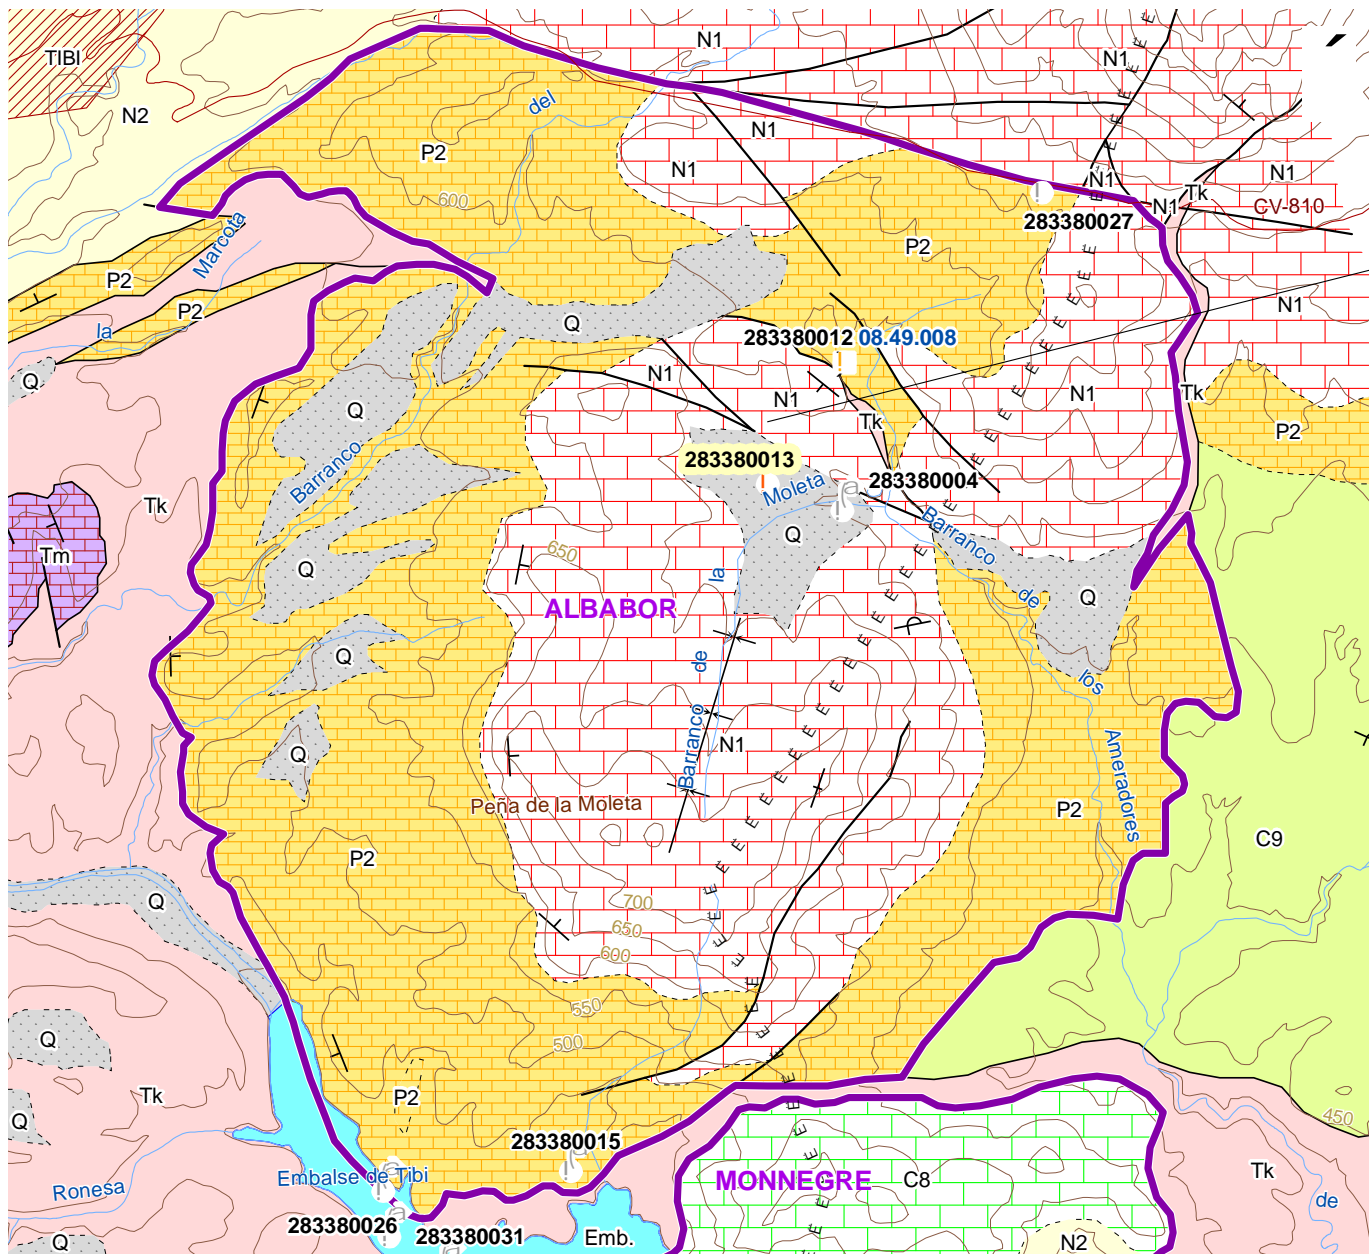 N1
TIBI
N1
N2
del
N1
P2
N1
N1
N1
Tk
600
N1
CV-810
283380027
Marcota
P2
P2
N1
P2
la
Q
283380012 08.49.008
Q
N1
N1
N1
Tk
Q
Tk
P2
283380013
283380004
Barranco
Moleta
Tk
Barranco
Q
650
Tm
Q
la
de
Q
ALBABOR
Q
de
los
Barranco
N1
Ameradores
Q
Peña de la Moleta
P2
C9
P2
Q
700
650
600
550
Q
500
Tk
P2
Q
450
283380015
Embalse de Tibi
MONNEGRE
C8
Tk
Ronesa
de
283380026
283380031
Emb.
Q
N2
E E E E E E E E E E E E E E E E E E E E